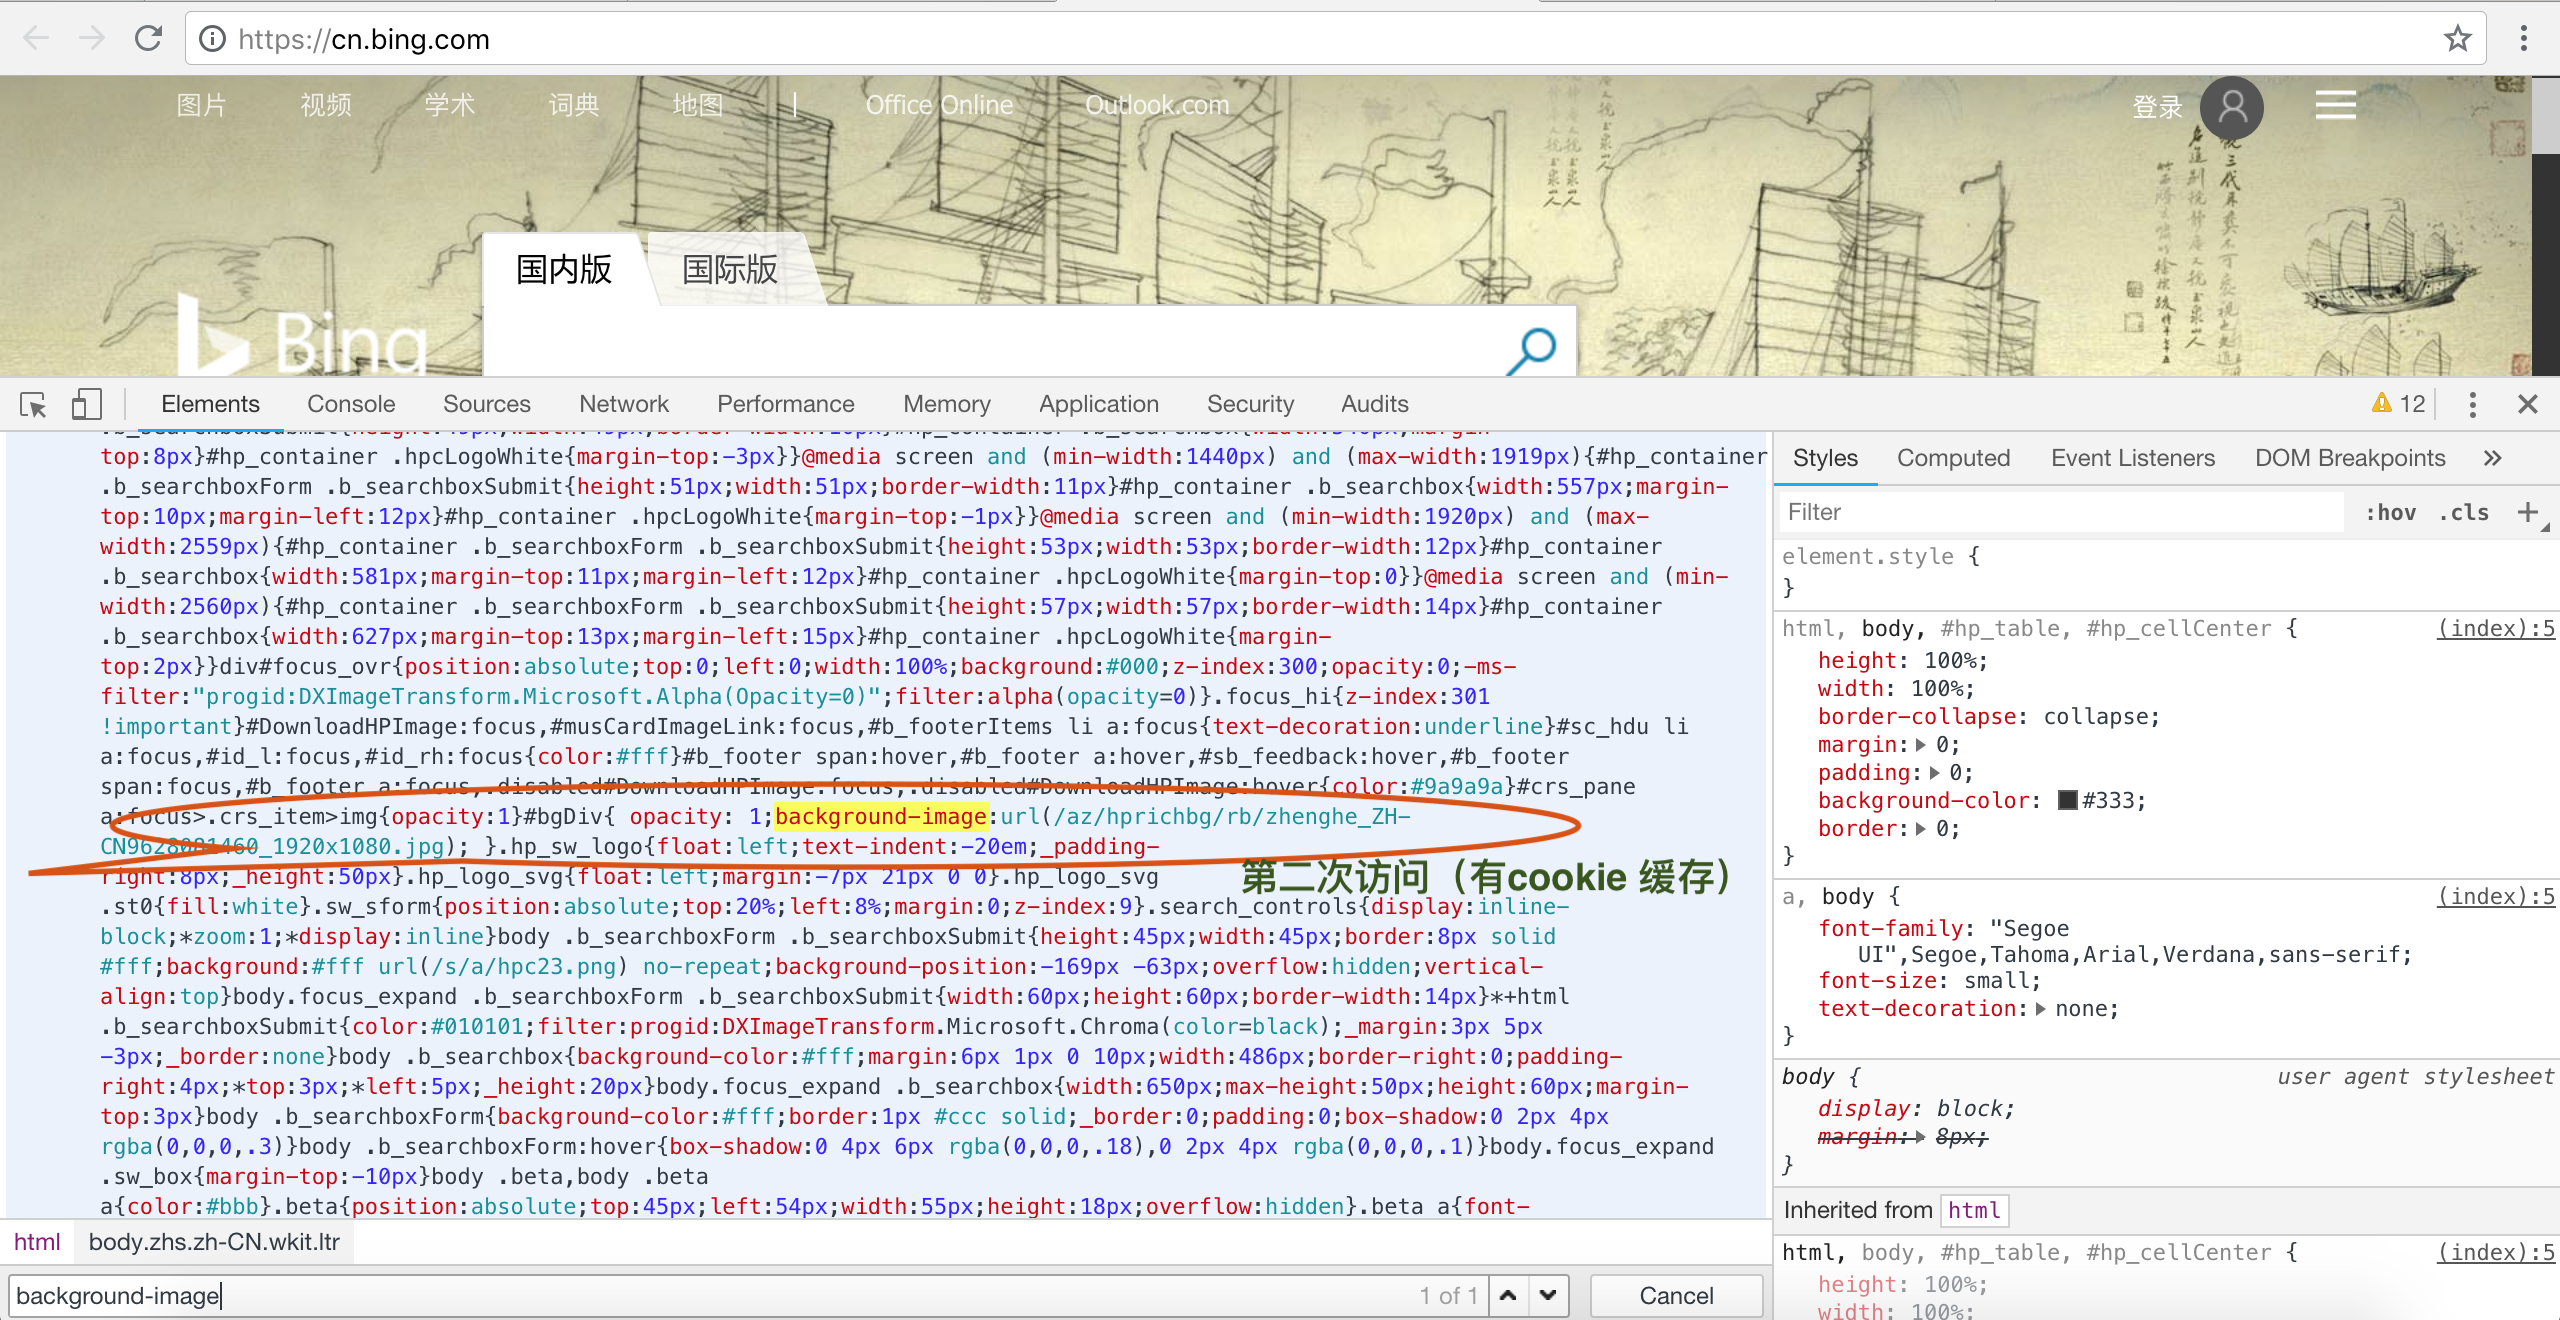 https://cn.bing.com
图片 视频 学术 词典 地图 | Office Online Outlook.com 登录
国内版 国际版
Bing
Elements Console Sources Network Performance Memory Application Security Audits 12
top:8px}#hp_container .hpcLogoWhite{margin-top:-3px}}@media screen and (min-width:1440px) and (max-width:1919px){#hp_container
.b_searchboxForm .b_searchboxSubmit{height:51px;width:51px;border-width:11px}#hp_container .b_searchbox{width:557px;margin-
top:10px;margin-left:12px}#hp_container .hpcLogoWhite{margin-top:-1px}}@media screen and (min-width:1920px) and (max-
width:2559px){#hp_container .b_searchboxForm .b_searchboxSubmit{height:53px;width:53px;border-width:12px}#hp_container
.b_searchbox{width:581px;margin-top:11px;margin-left:12px}#hp_container .hpcLogoWhite{margin-top:0}}@media screen and (min-
width:2560px){#hp_container .b_searchboxForm .b_searchboxSubmit{height:57px;width:57px;border-width:14px}#hp_container
.b_searchbox{width:627px;margin-top:13px;margin-left:15px}#hp_container .hpcLogoWhite{margin-
top:2px}}div#focus_ovr{position:absolute;top:0;left:0;width:100%;background:#000;z-index:300;opacity:0;-ms-
filter:"progid:DXImageTransform.Microsoft.Alpha(Opacity=0)";filter:alpha(opacity=0)}.focus_hi{z-index:301
!important}#DownloadHPImage:focus,#musCardImageLink:focus,#b_footerItems li a:focus{text-decoration:underline}#sc_hdu li
a:focus,#id_l:focus,#id_rh:focus{color:#fff}#b_footer span:hover,#b_footer a:hover,#sb_feedback:hover,#b_footer
span:focus,#b_footer a:focus,.disabled#DownloadHPImage:focus,.disabled#DownloadHPImage:hover{color:#9a9a9a}#crs_pane
a:focus>.crs_item>img{opacity:1}#bgDiv{ opacity: 1;background-image:url(/az/hprichbg/rb/zhenghe_ZH-
CN9628081460_1920x1080.jpg); }.hp_sw_logo{float:left;text-indent:-20em;_padding-
right:8px;_height:50px}.hp_logo_svg{float:left;margin:-7px 21px 0 0}.hp_logo_svg
第二次访问（有cookie 缓存）
.st0{fill:white}.sw_sform{position:absolute;top:20%;left:8%;margin:0;z-index:9}.search_controls{display:inline-
block;*zoom:1;*display:inline}body .b_searchboxForm .b_searchboxSubmit{height:45px;width:45px;border:8px solid
#fff;background:#fff url(/s/a/hpc23.png) no-repeat;background-position:-169px -63px;overflow:hidden;vertical-
align:top}body.focus_expand .b_searchboxForm .b_searchboxSubmit{width:60px;height:60px;border-width:14px}*+html
.b_searchboxSubmit{color:#010101;filter:progid:DXImageTransform.Microsoft.Chroma(color=black);_margin:3px 5px
-3px;_border:none}body .b_searchbox{background-color:#fff;margin:6px 1px 0 10px;width:486px;border-right:0;padding-
right:4px;*top:3px;*left:5px;_height:20px}body.focus_expand .b_searchbox{width:650px;max-height:50px;height:60px;margin-
top:3px}body .b_searchboxForm{background-color:#fff;border:1px #ccc solid;_border:0;padding:0;box-shadow:0 2px 4px
rgba(0,0,0,.3)}body .b_searchboxForm:hover{box-shadow:0 4px 6px rgba(0,0,0,.18),0 2px 4px rgba(0,0,0,.1)}body.focus_expand
.sw_box{margin-top:-10px}body .beta,body .beta
a{color:#bbb}.beta{position:absolute;top:45px;left:54px;width:55px;height:18px;overflow:hidden}.beta a{font-
html body.zhs.zh-CN.wkit.ltr
background-image 1 of 1 Cancel
Styles Computed Event Listeners DOM Breakpoints »
Filter :hov .cls +
element.style {
}
html, body, #hp_table, #hp_cellCenter { (index):5
height: 100%;
width: 100%;
border-collapse: collapse;
margin: 0;
padding: 0;
background-color: #333;
border: 0;
}
a, body { (index):5
font-family: "Segoe
UI",Segoe,Tahoma,Arial,Verdana,sans-serif;
font-size: small;
text-decoration: none;
}
body { user agent stylesheet
display: block;
margin: 8px;
}
Inherited from html
html, body, #hp_table, #hp_cellCenter { (index):5
height: 100%;
width: 100%;